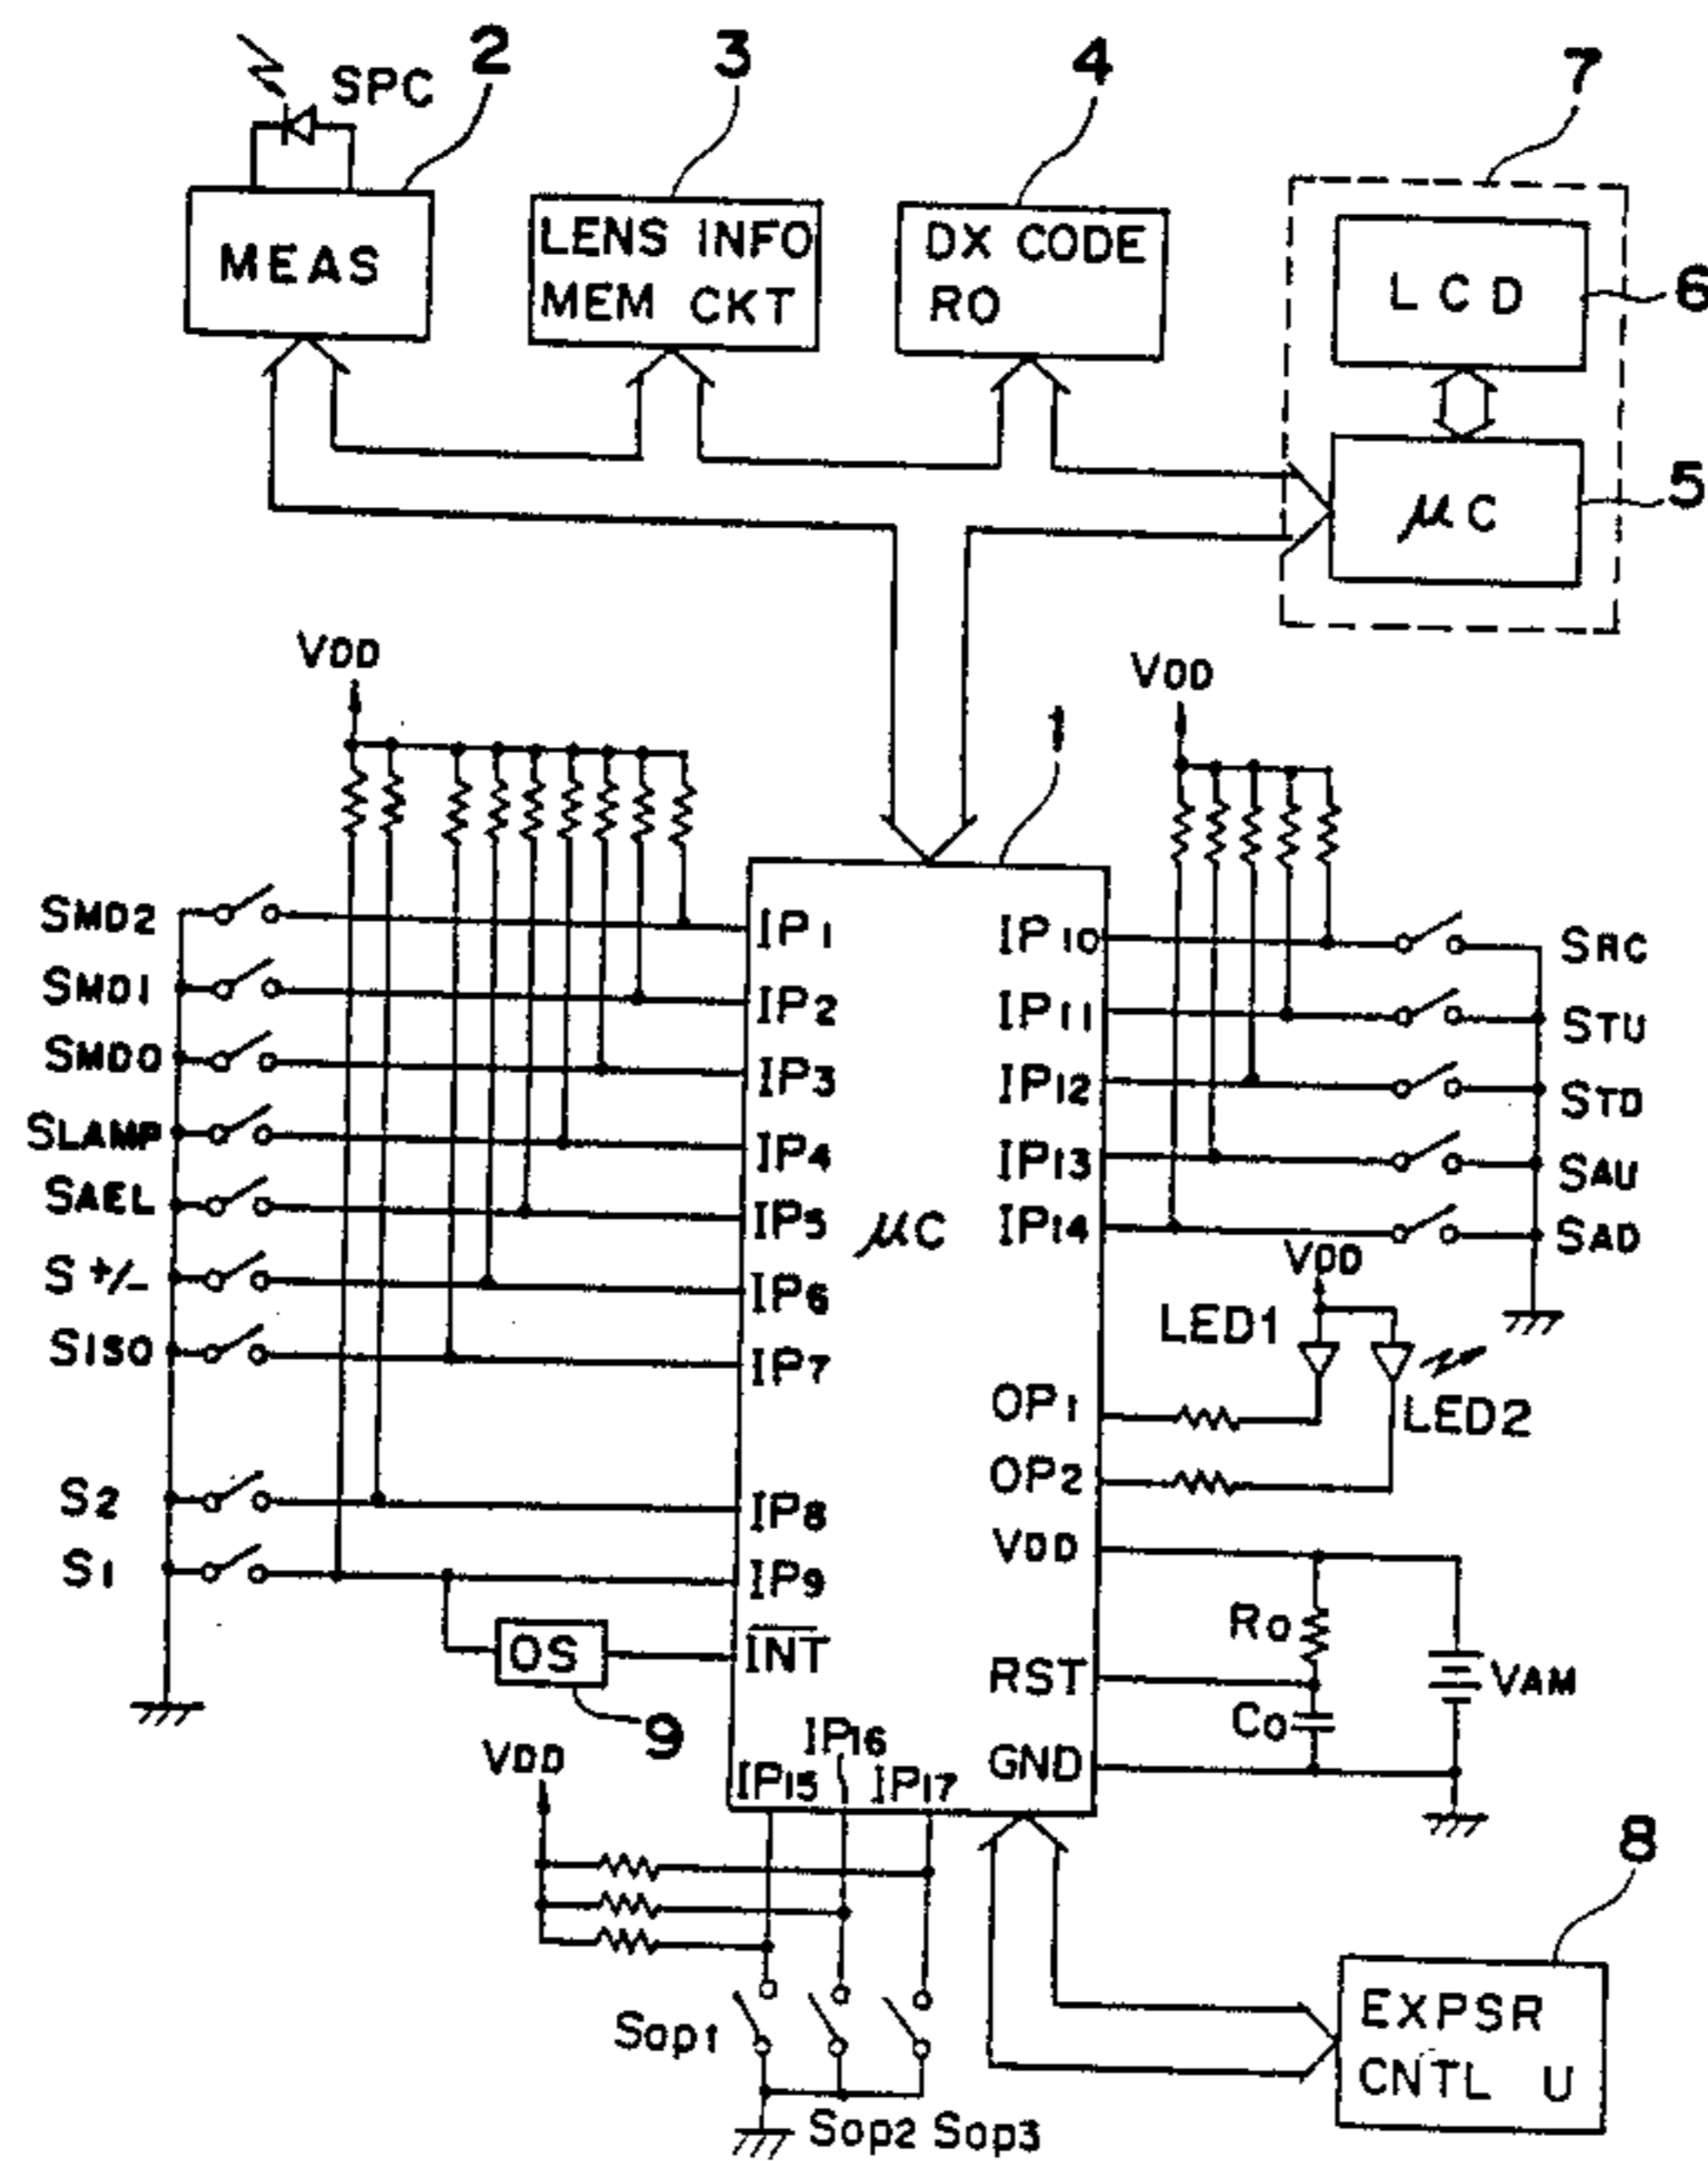 SPC
2
3
4
7
MEAS
LENS INFO
MEM CKT
DX CODE
RO
LCD
6
μC
5
VDD
VDD
1
SMD2
IP1
IP10
SRC
SMD1
IP2
IP11
STU
SMD0
IP3
IP12
STD
SLAMP
IP4
IP13
SAU
SAEL
IP5
μC
IP14
SAD
S+/-
IP6
VDD
SISO
IP7
LED1
OP1
LED2
S2
IP8
OP2
S1
IP9
VDD
OS
INT
Ro
RST
VAM
9
Co
VDD
IP15
IP16
IP17
GND
8
Sop1
Sop2
Sop3
EXPSR
CNTL U